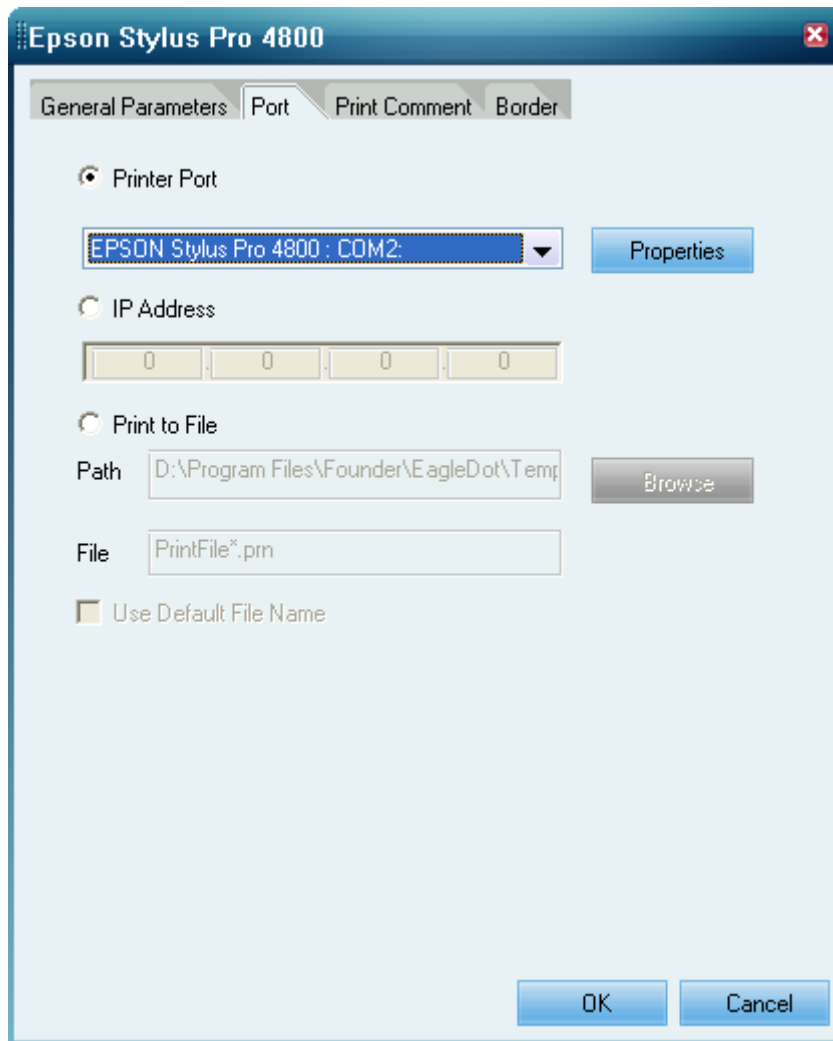 Epson Stylus Pro 4800
General Parameters Port Print Comment Border
Printer Port
EPSON Stylus Pro 4800 : COM2: Properties
IP Address
0 . 0 . 0 . 0
Print to File
Path D:\Program Files\Founder\EagleDot\Temp Browse
File PrintFile*.prn
Use Default File Name
OK Cancel